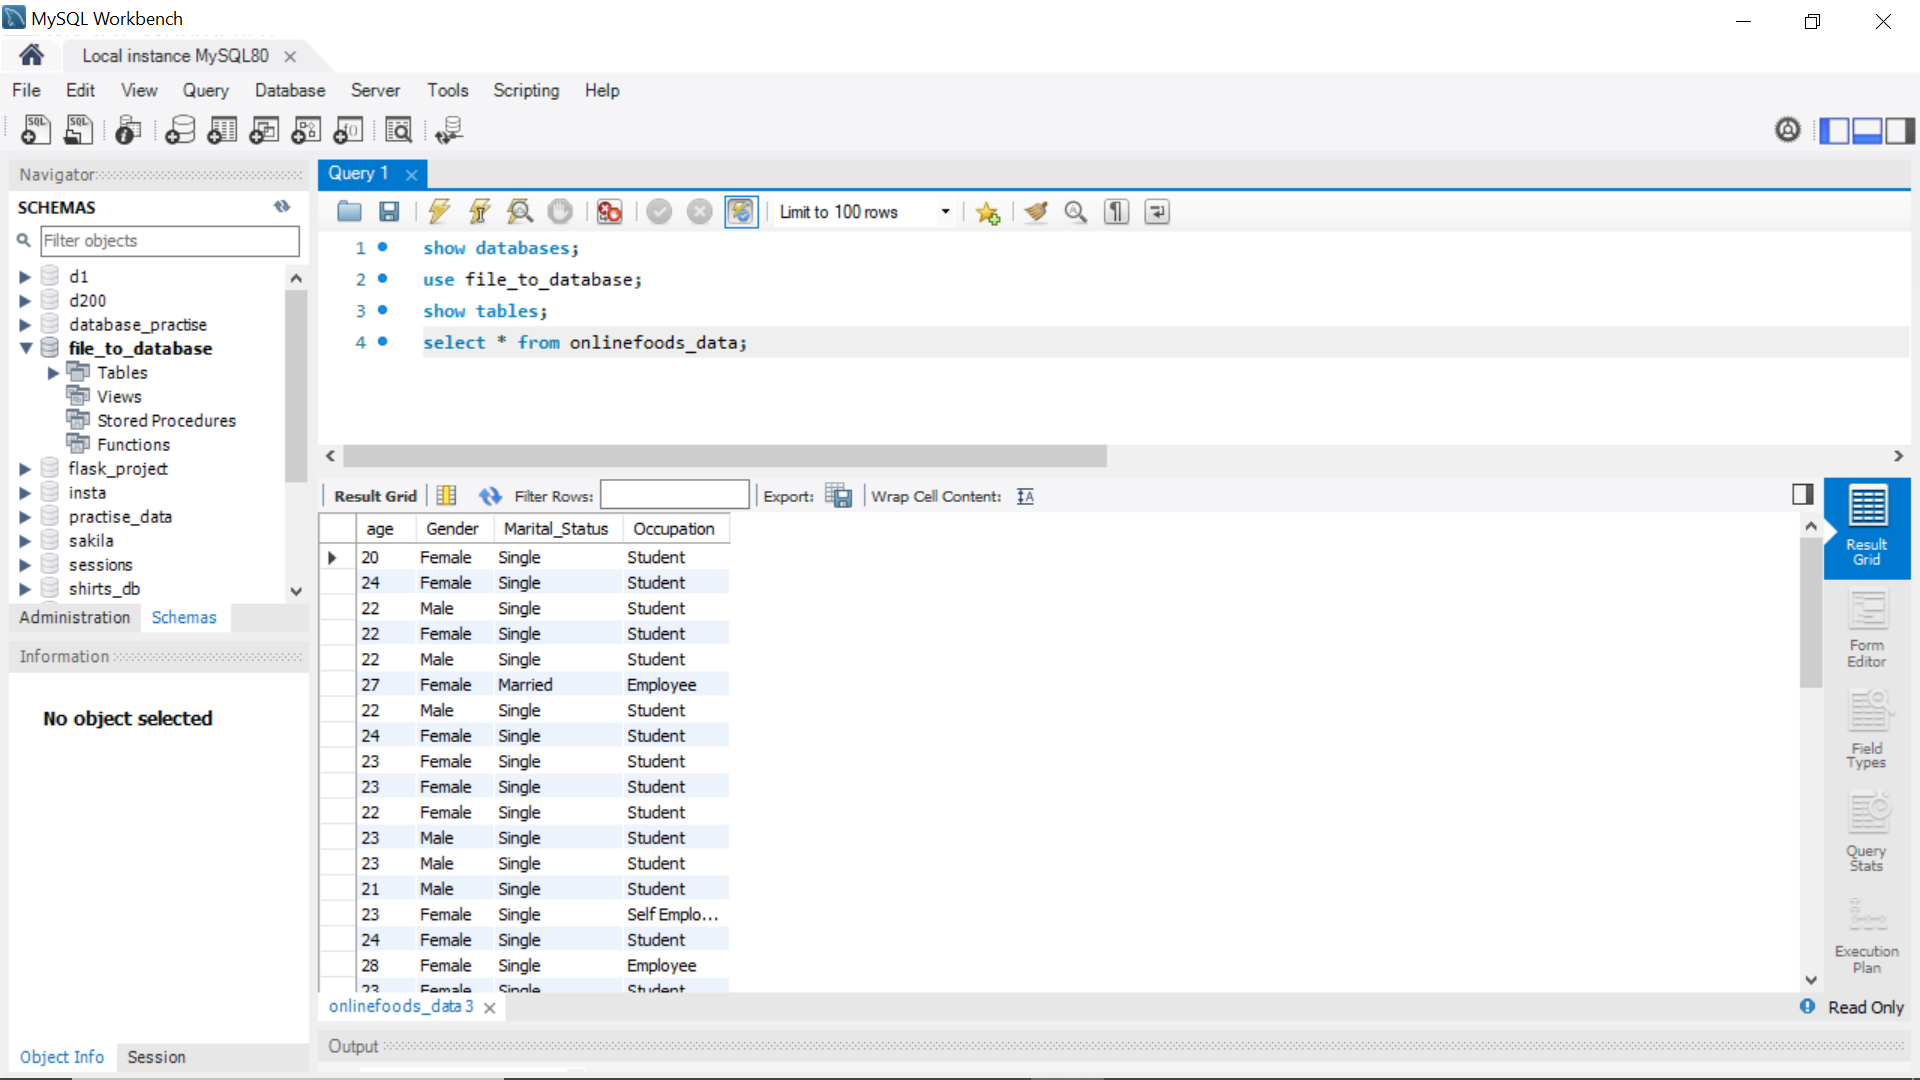 MySQL Workbench
Local instance MySQL80
File Edit View Query Database Server Tools Scripting Help
Navigator
SCHEMAS
Filter objects
d1
d200
database_practise
file_to_database
Tables
Views
Stored Procedures
Functions
flask_project
insta
practise_data
sakila
sessions
shirts_db
Administration Schemas
Information
No object selected
Object Info Session
Query 1
Limit to 100 rows
1 show databases;
2 use file_to_database;
3 show tables;
4 select * from onlinefoods_data;
Result Grid Filter Rows: Export: Wrap Cell Content:
age Gender Marital_Status Occupation
20 Female Single Student
24 Female Single Student
22 Male Single Student
22 Female Single Student
22 Male Single Student
27 Female Married Employee
22 Male Single Student
24 Female Single Student
23 Female Single Student
23 Female Single Student
22 Female Single Student
23 Male Single Student
23 Male Single Student
21 Male Single Student
23 Female Single Self Emplo...
24 Female Single Student
28 Female Single Employee
23 Female Single Student
Result
Grid
Form
Editor
Field
Types
Query
Stats
Execution
Plan
onlinefoods_data 3
Read Only
Output